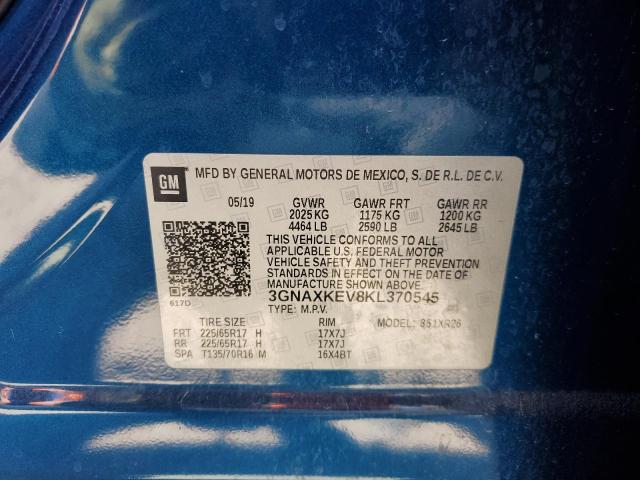 GM
MFD BY GENERAL MOTORS DE MEXICO, S. DE R.L. DE C.V.
05/19 GVWR GAWR FRT GAWR RR
2025 KG 1175 KG 1200 KG
4464 LB 2590 LB 2645 LB
THIS VEHICLE CONFORMS TO ALL
APPLICABLE U.S. FEDERAL MOTOR
VEHICLE SAFETY AND THEFT
PREVENTION STANDARDS IN
EFFECT ON THE DATE OF
MANUFACTURE SHOWN ABOVE.
617D 3GNAXKEV8KL370545
TYPE: M.P.V.
TIRE SIZE RIM MODEL: 851XR26
FRT 225/65R17 H 17X7J
RR 225/65R17 H 17X7J
SPA T135/70R16 M 16X4BT